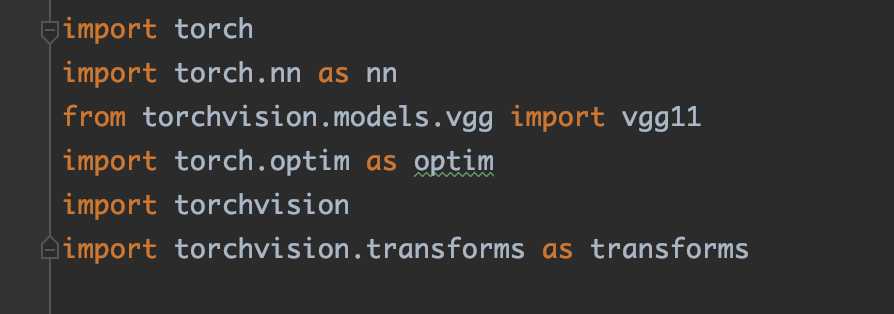 import torch
import torch.nn as nn
from torchvision.models.vgg import vgg11
import torch.optim as optim
import torchvision
import torchvision.transforms as transforms